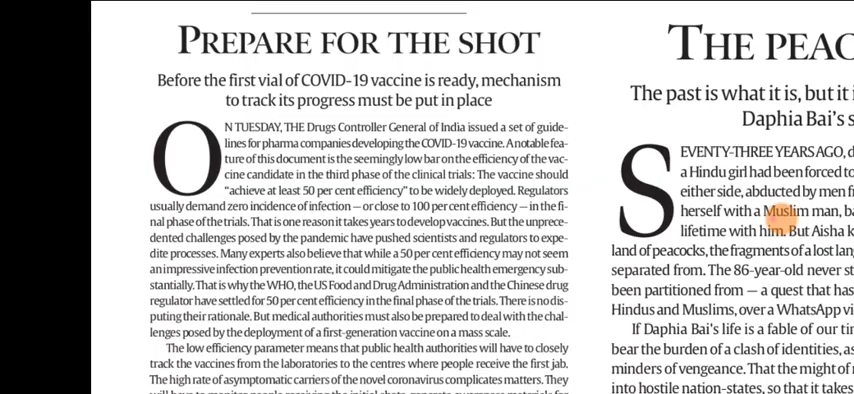 PREPARE FOR THE SHOT
Before the first vial of COVID-19 vaccine is ready, mechanism
to track its progress must be put in place
ON TUESDAY, THE Drugs Controller General of India issued a set of guide-
lines for pharma companies developing the COVID-19 vaccine. A notable fea-
ture of this document is the seemingly low bar on the efficiency of the vac-
cine candidate in the third phase of the clinical trials: The vaccine should
"achieve at least 50 per cent efficiency" to be widely deployed. Regulators
usually demand zero incidence of infection — or close to 100 per cent efficiency — in the fi-
nal phase of the trials. That is one reason it takes years to develop vaccines. But the unprece-
dented challenges posed by the pandemic have pushed scientists and regulators to expe-
dite processes. Many experts also believe that while a 50 per cent efficiency may not seem
an impressive infection prevention rate, it could mitigate the public health emergency sub-
stantially. That is why the WHO, the US Food and Drug Administration and the Chinese drug
regulator have settled for 50 per cent efficiency in the final phase of the trials. There is no dis-
puting their rationale. But medical authorities must also be prepared to deal with the chal-
lenges posed by the deployment of a first-generation vaccine on a mass scale.
The low efficiency parameter means that public health authorities will have to closely
track the vaccines from the laboratories to the centres where people receive the first jab.
The high rate of asymptomatic carriers of the novel coronavirus complicates matters. They
THE PEAC
The past is what it is, but it i
Daphia Bai's s
SEVENTY-THREE YEARS AGO, d
a Hindu girl had been forced to
either side, abducted by men f
herself with a Muslim man, ba
lifetime with him. But Aisha k
land of peacocks, the fragments of a lost lang
separated from. The 86-year-old never st
been partitioned from — a quest that has
Hindus and Muslims, over a WhatsApp vi
If Daphia Bai's life is a fable of our tim
bear the burden of a clash of identities, as
minders of vengeance. That the might of r
into hostile nation-states, so that it takes